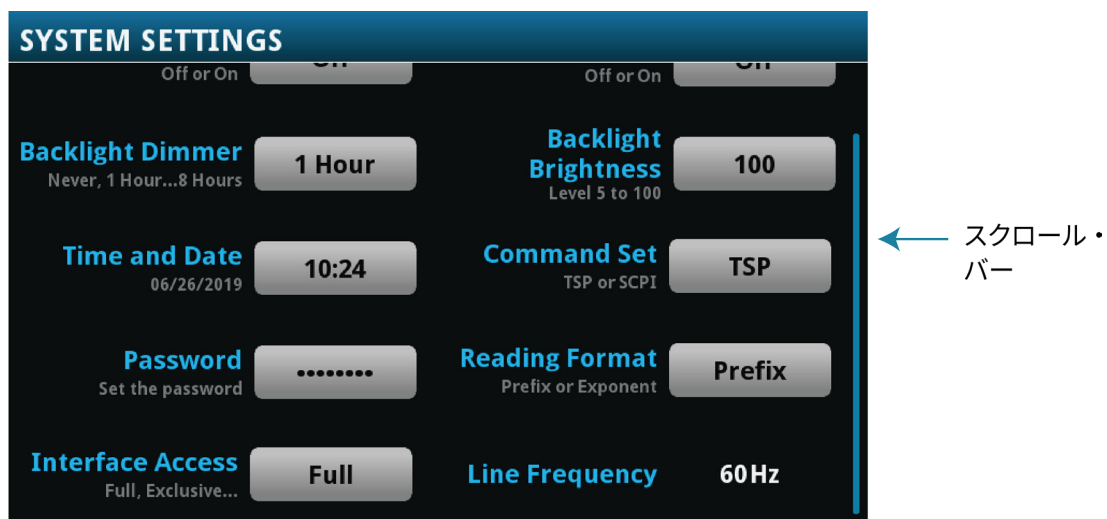 SYSTEM SETTINGS
Off or On
Off or On
Backlight Dimmer
Never, 1 Hour...8 Hours
1 Hour
Backlight
Brightness
Level 5 to 100
100
Time and Date
06/26/2019
10:24
Command Set
TSP or SCPI
TSP
スクロール・
バー
Password
Set the password
••••••••
Reading Format
Prefix or Exponent
Prefix
Interface Access
Full, Exclusive...
Full
Line Frequency
60Hz